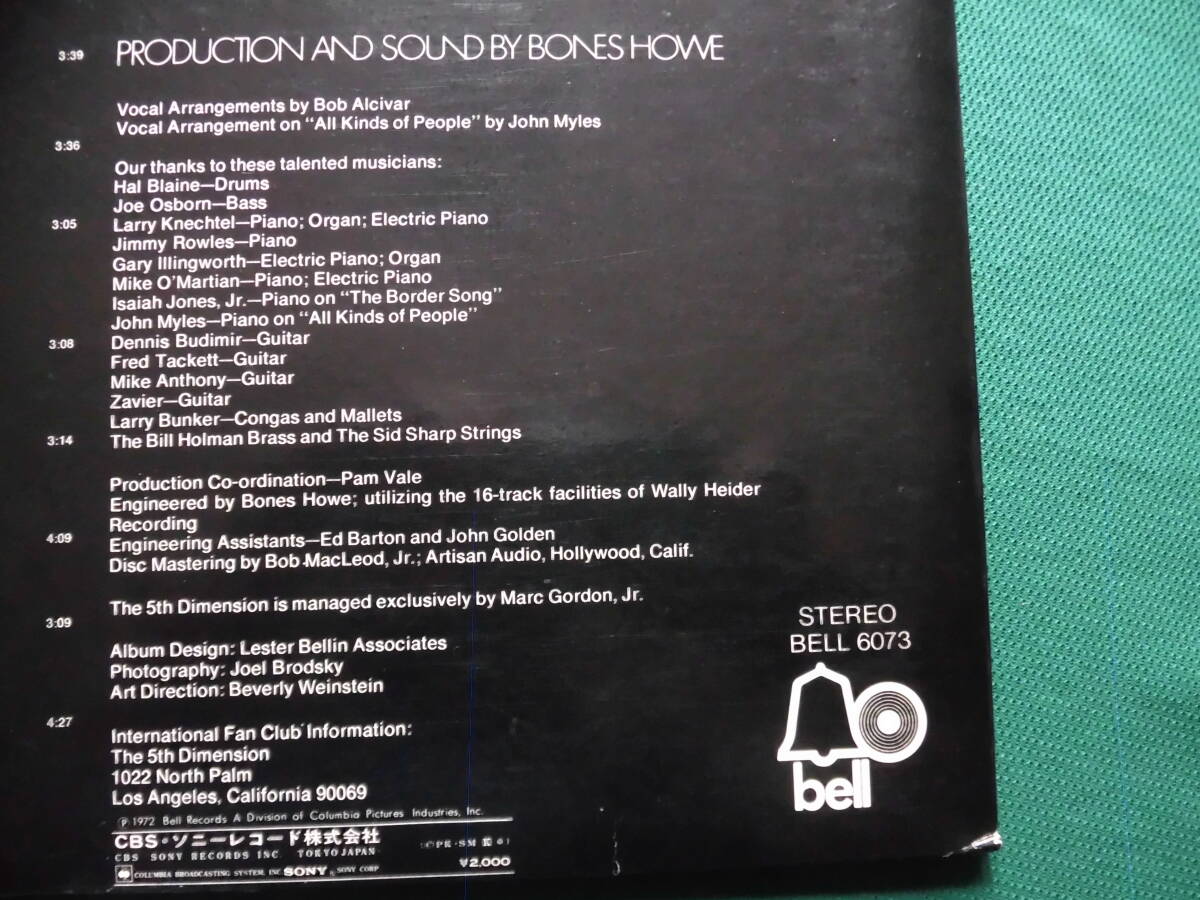 3:39
PRODUCTION AND SOUND BY BONES HOWE
Vocal Arrangements by Bob Alcivar
Vocal Arrangement on "All Kinds of People" by John Myles
3:36
Our thanks to these talented musicians:
Hal Blaine—Drums
Joe Osborn—Bass
3:05
Larry Knechtel—Piano; Organ; Electric Piano
Jimmy Rowles—Piano
Gary Illingworth—Electric Piano; Organ
Mike O'Martian—Piano; Electric Piano
Isaiah Jones, Jr.—Piano on "The Border Song"
John Myles—Piano on "All Kinds of People"
3:08
Dennis Budimir—Guitar
Fred Tackett—Guitar
Mike Anthony—Guitar
Zavier—Guitar
Larry Bunker—Congas and Mallets
3:14
The Bill Holman Brass and The Sid Sharp Strings
Production Co-ordination—Pam Vale
Engineered by Bones Howe; utilizing the 16-track facilities of Wally Heider
Recording
4:09
Engineering Assistants—Ed Barton and John Golden
Disc Mastering by Bob MacLeod, Jr.; Artisan Audio, Hollywood, Calif.
The 5th Dimension is managed exclusively by Marc Gordon, Jr.
3:09
Album Design: Lester Bellin Associates
Photography: Joel Brodsky
Art Direction: Beverly Weinstein
4:27
International Fan Club Information:
The 5th Dimension
1022 North Palm
Los Angeles, California 90069
℗ 1972 Bell Records A Division of Columbia Pictures Industries, Inc.
CBS・ソニーレコード株式会社
CBS SONY RECORDS INC. TOKYO JAPAN
¥2,000
COLUMBIA BROADCASTING SYSTEM, INC. SONY SONY CORP
STEREO
BELL 6073
bell